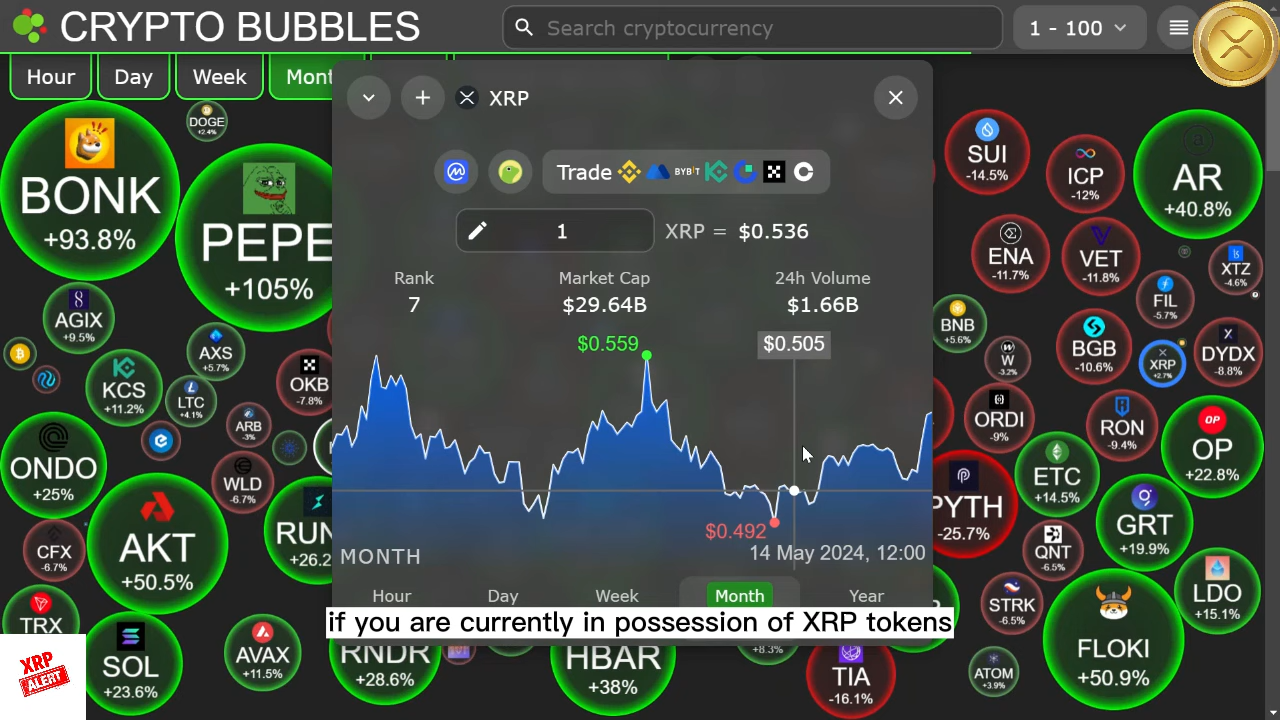 CRYPTO BUBBLES
Search cryptocurrency
1 - 100
Hour
Day
Week
XRP
Trade
BYBIT
1
XRP = $0.536
Rank
7
Market Cap
$29.64B
24h Volume
$1.66B
$0.559
$0.505
$0.492
MONTH
14 May 2024, 12:00
Hour
Day
Week
Month
Year
if you are currently in possession of XRP tokens
XRP
ALERT
BONK
+93.8%
DOGE
+2.4%
PEPE
+105%
AGIX
+9.5%
AXS
+5.7%
KCS
+11.2%
LTC
+4.1%
OKB
-7.8%
ARB
-3%
ONDO
+25%
WLD
-6.7%
AKT
+50.5%
RUN
+26.2
CFX
-6.7%
TRX
SOL
+23.6%
AVAX
+11.5%
RNDR
+28.6%
HBAR
+38%
+8.3%
TIA
-16.1%
SUI
-14.5%
ICP
-12%
AR
+40.8%
ENA
-11.7%
VET
-11.8%
XTZ
-4.6%
FIL
-5.7%
BNB
+5.6%
W
-3.2%
BGB
-10.6%
XRP
+2.7%
DYDX
-8.8%
ORDI
-9%
RON
-9.4%
OP
OP
+22.8%
PYTH
-25.7%
ETC
+14.5%
GRT
+19.9%
QNT
-6.5%
LDO
+15.1%
STRK
-6.5%
FLOKI
+50.9%
ATOM
+3.9%